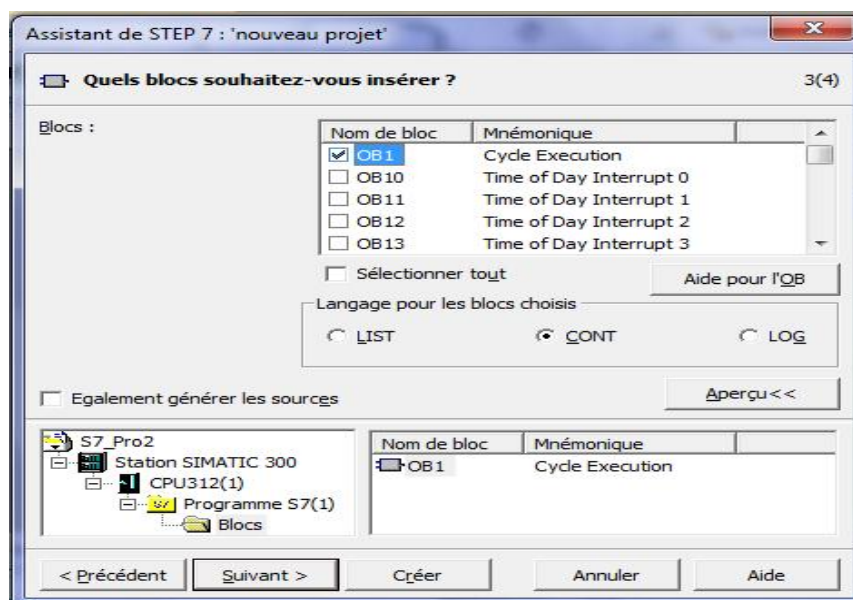 Assistant de STEP 7 : 'nouveau projet'
Quels blocs souhaitez-vous insérer ? 3(4)
Blocs :
Nom de bloc Mnémonique
OB1 Cycle Execution
OB10 Time of Day Interrupt 0
OB11 Time of Day Interrupt 1
OB12 Time of Day Interrupt 2
OB13 Time of Day Interrupt 3
Sélectionner tout Aide pour l'OB
Langage pour les blocs choisis
LIST CONT LOG
Egalement générer les sources Aperçu<<
S7_Pro2
Station SIMATIC 300
CPU312(1)
Programme S7(1)
Blocs
Nom de bloc Mnémonique
OB1 Cycle Execution
< Précédent Suivant > Créer Annuler Aide